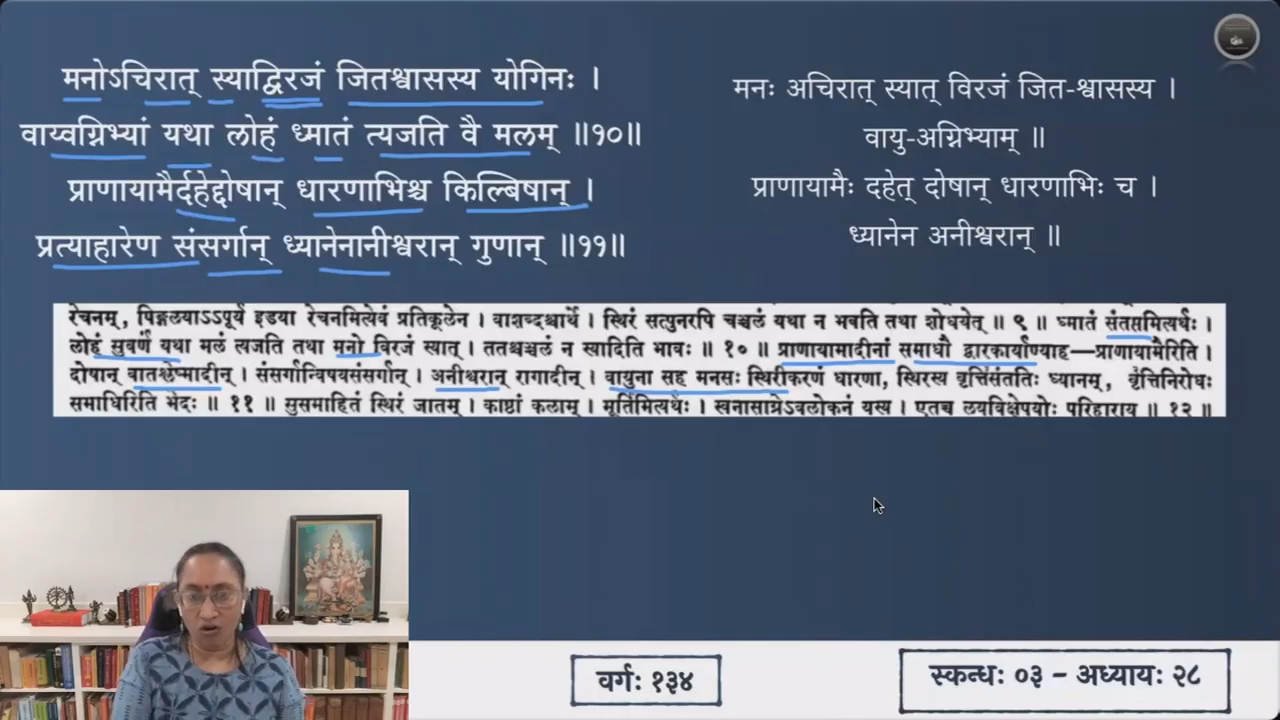 मनोऽचिरात् स्याद्विरजं जितश्वासस्य योगिनः ।
वाय्वग्निभ्यां यथा लोहं ध्मातं त्यजति वै मलम् ॥१०॥
प्राणायामैर्दहेद्दोषान् धारणाभिश्च किल्बिषान् ।
प्रत्याहारेण संसर्गान् ध्यानेनानीश्वरान् गुणान् ॥११॥
मनः अचिरात् स्यात् विरजं जित-श्वासस्य ।
वायु-अग्निभ्याम् ॥
प्राणायामैः दहेत् दोषान् धारणाभिः च ।
ध्यानेन अनीश्वरान् ॥
रेचनम्, पिङ्गलयाऽऽपूर्य इडया रेचनमित्येवं प्रतिकूलेन । वाशब्दश्चार्थे । स्थिरं सत्पुनरपि चञ्चलं यथा न भवति तथा शोधयेत् ॥ ९ ॥ ध्मातं संतप्तमित्यर्थः ।
लोहं सुवर्णं यथा मलं त्यजति तथा मनो विरजं स्यात् । ततश्चञ्चलं न स्यादिति भावः ॥ १० ॥ प्राणायामादीनां समाधौ द्वारकार्याण्याह—प्राणायामैरिति ।
दोषान् वातश्लेष्मादीन् । संसर्गान्विषयसंसर्गान् । अनीश्वरान् रागादीन् । वायुना सह मनसः स्थिरीकरणं धारणा, स्थिरस्य वृत्तिसंततिः ध्यानम्, वृत्तिनिरोधः
समाधिरिति भेदः ॥ ११ ॥ सुसमाहितं स्थिरं जातम् । काष्ठां कलाम् । मूर्तिमित्यर्थः । स्वनासाग्रेऽवलोकनं यस्य । एतच्च लयविक्षेपयोः परिहाराय ॥ १२ ॥
वर्गः १३४
स्कन्धः ०३ - अध्यायः २८